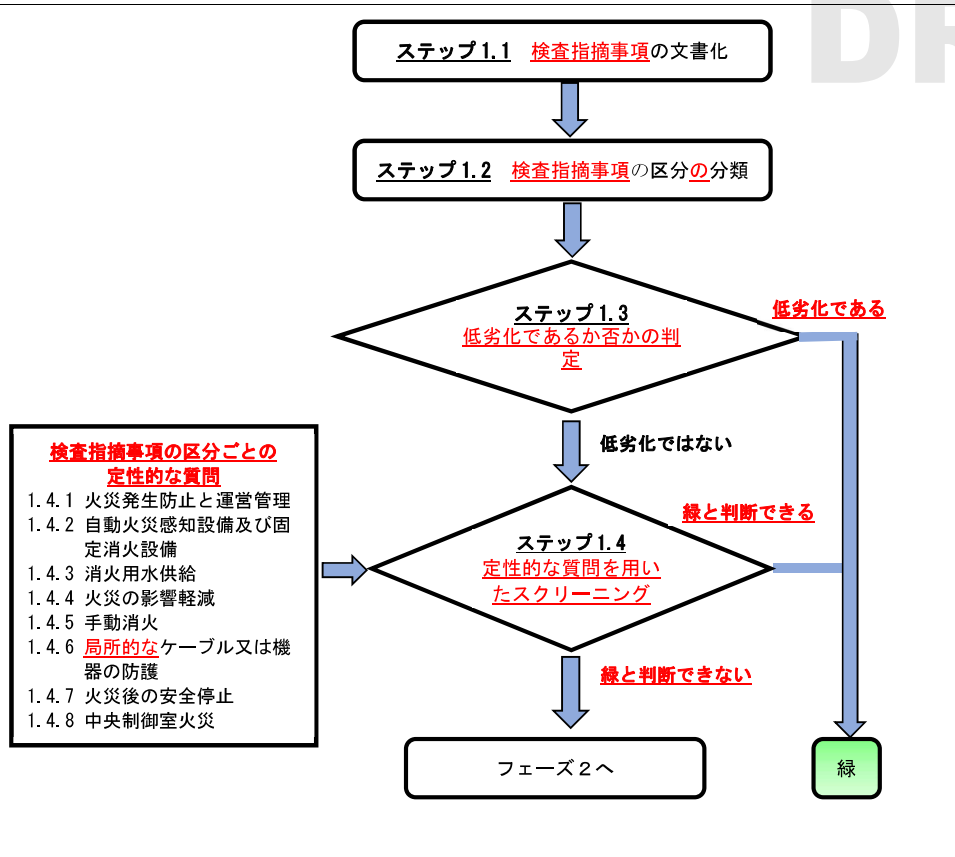 DR
ステップ1.1 検査指摘事項の文書化
ステップ1.2 検査指摘事項の区分の分類
ステップ1.3
低劣化であるか否かの判
定
低劣化である
低劣化ではない
検査指摘事項の区分ごとの
定性的な質問
1.4.1 火災発生防止と運営管理
1.4.2 自動火災感知設備及び固
定消火設備
1.4.3 消火用水供給
1.4.4 火災の影響軽減
1.4.5 手動消火
1.4.6 局所的なケーブル又は機
器の防護
1.4.7 火災後の安全停止
1.4.8 中央制御室火災
ステップ1.4
定性的な質問を用い
たスクリーニング
緑と判断できる
緑と判断できない
フェーズ2へ
緑